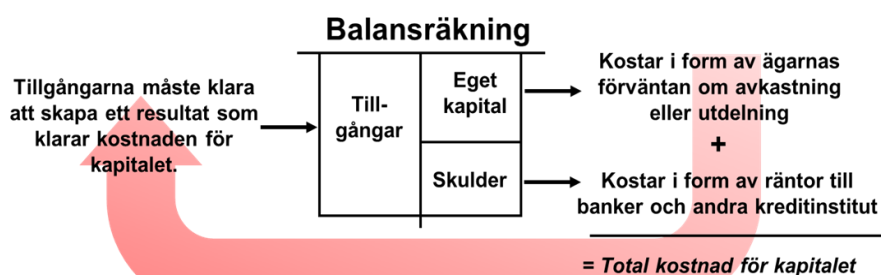 Balansräkning
Tillgångarna måste klara
att skapa ett resultat som
klarar kostnaden för
kapitalet.
Till-
gångar
Eget
kapital
Skulder
Kostar i form av ägarnas
förväntan om avkastning
eller utdelning
+
Kostar i form av räntor till
banker och andra kreditinstitut
= Total kostnad för kapitalet